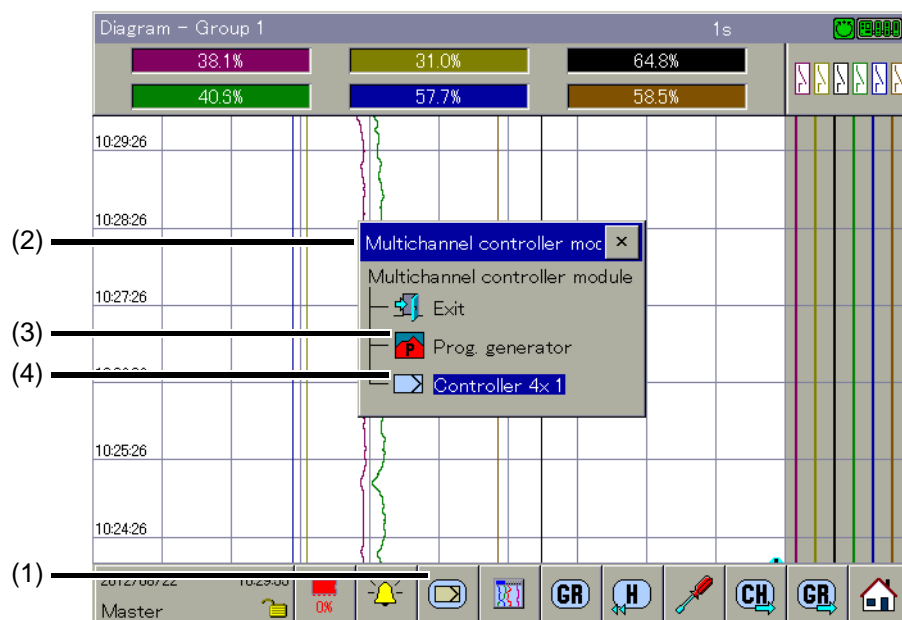 Diagram - Group 1 1s
38.1% 31.0% 64.8%
40.3% 57.7% 58.5%
10:29:26
10:28:26
(2) Multichannel controller moc ×
Multichannel controller module
10:27:26
Exit
(3)
P Prog. generator
(4)
Controller 4x 1
10:25:26
10:24:26
(1)
2012/08/22
Master 0% GR H CH GR